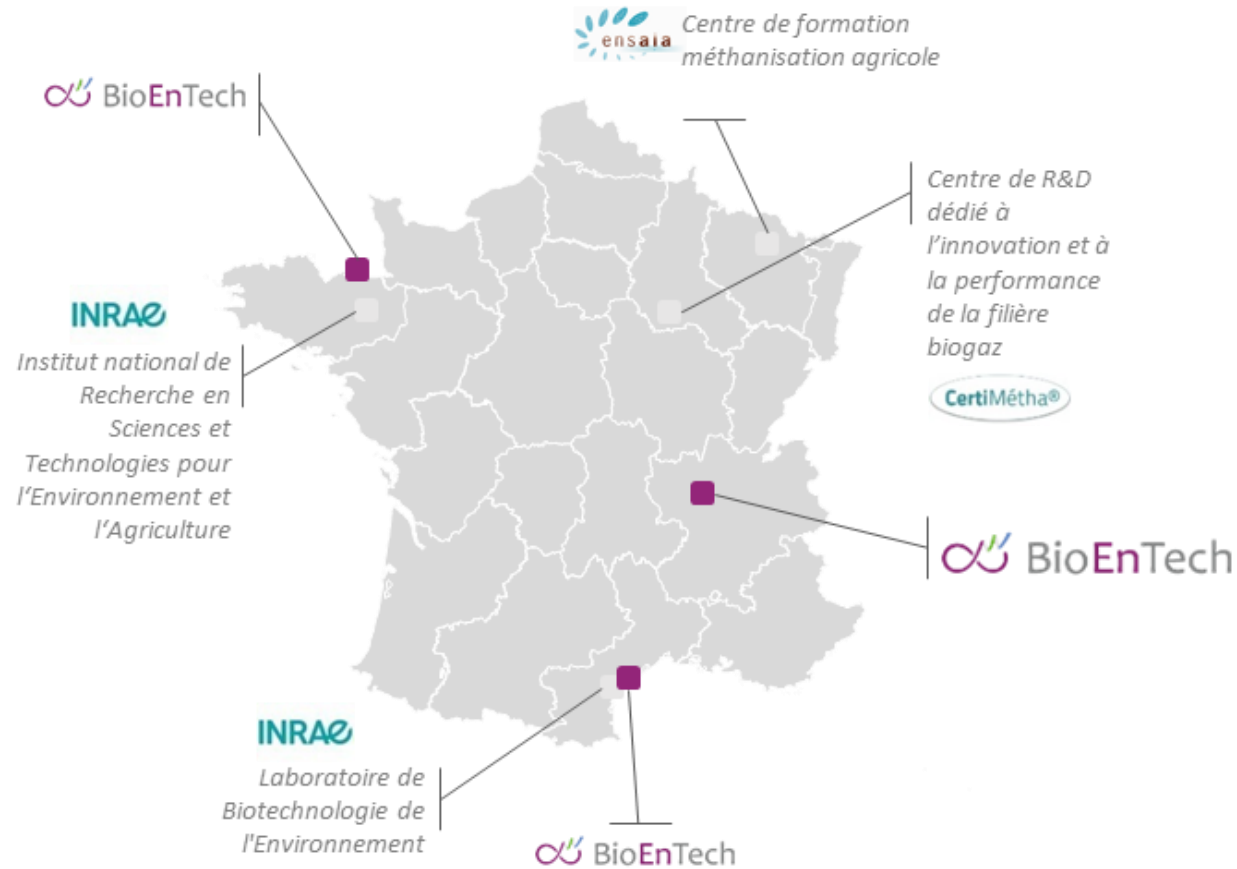 ensaia
Centre de formation
méthanisation agricole
BioEnTech
Centre de R&D
dédié à
l'innovation et à
la performance
de la filière
biogaz
CertiMétha®
INRAE
Institut national de
Recherche en
Sciences et
Technologies pour
l’Environnement et
l’Agriculture
BioEnTech
INRAE
Laboratoire de
Biotechnologie de
l'Environnement
BioEnTech